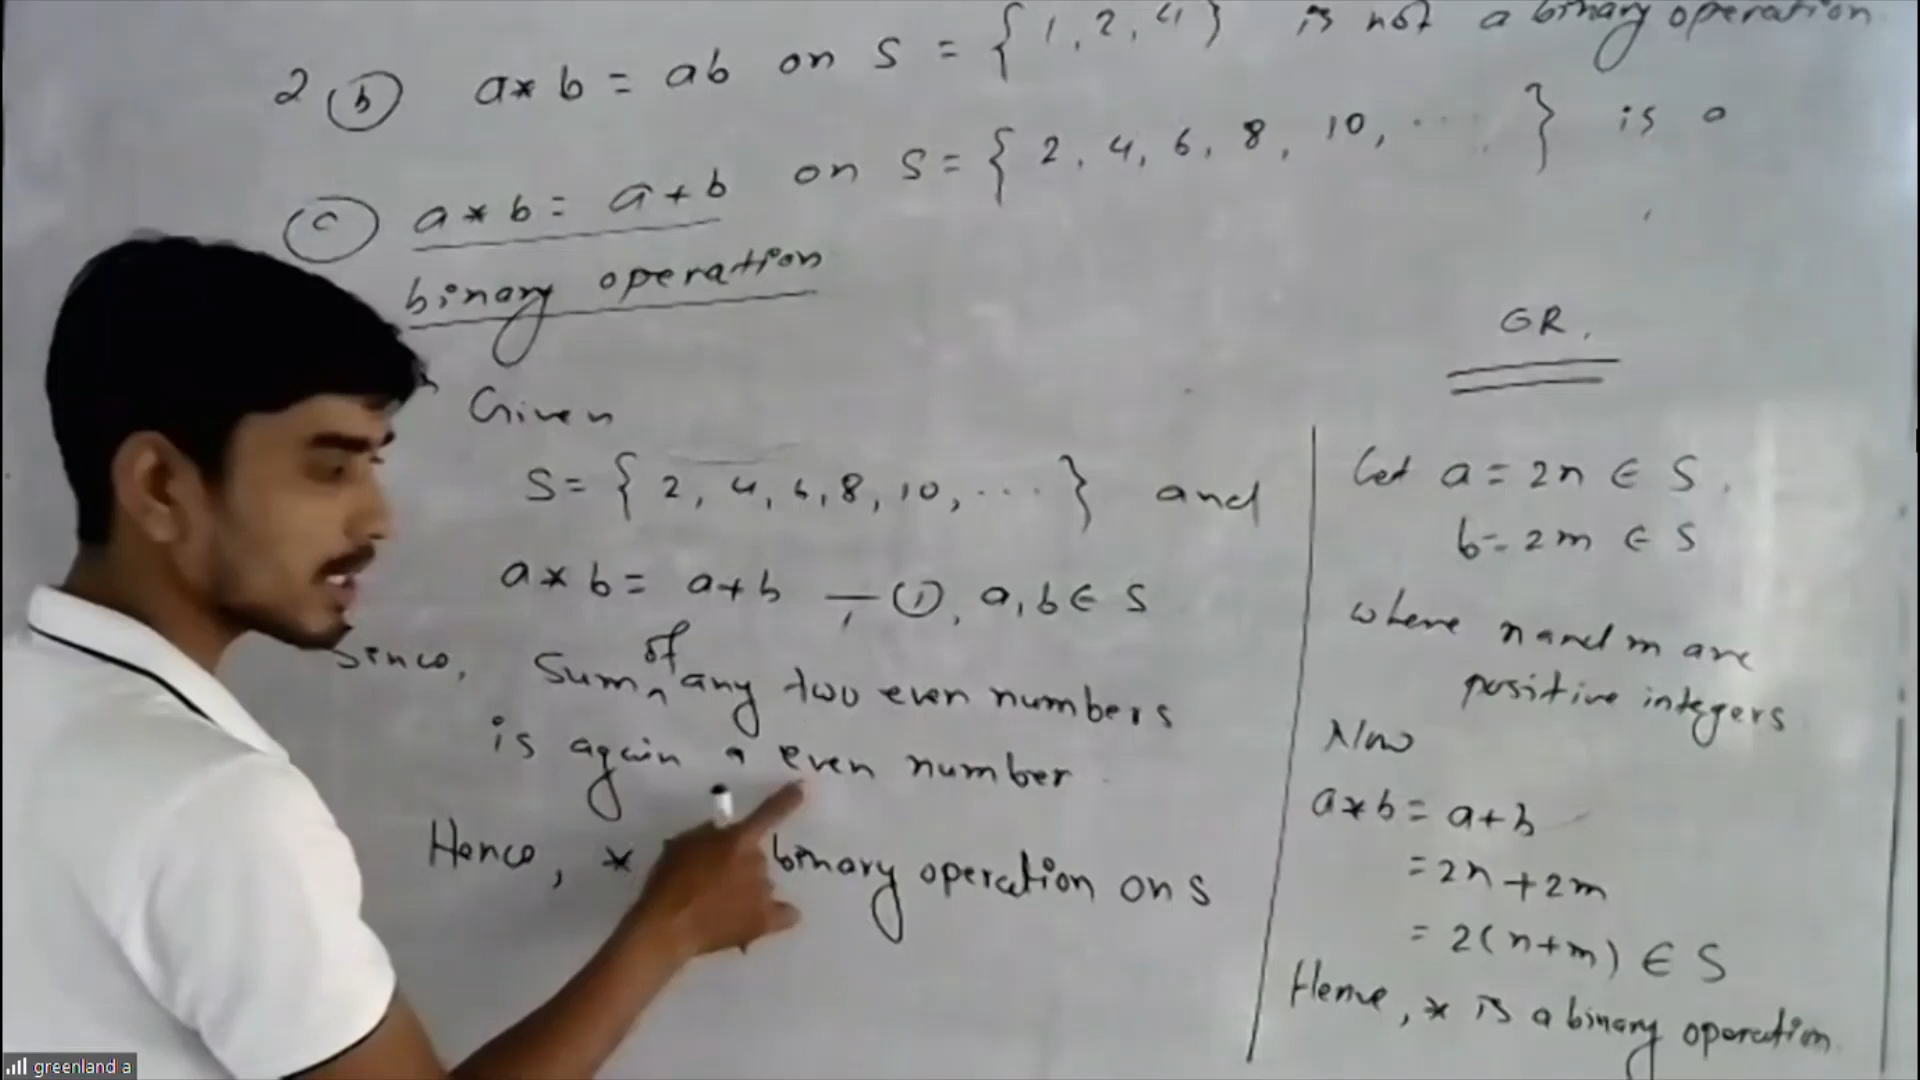 2 (b) a * b = ab on S = {1, 2, 4} is not a binary operation
(c) a * b = a + b on S = { 2, 4, 6, 8, 10, ..... } is a
binary operation
Given
S = { 2, 4, 6, 8, 10, .... } and
a * b = a + b — (1), a, b ∈ S
Since, Sum of any two even numbers
is again a even number
Hence, * binary operation on S
OR.
Let a = 2n ∈ S.
b = 2m ∈ S
where n and m are
positive integers
Now
a * b = a + b
= 2n + 2m
= 2(n + m) ∈ S
Hence, * is a binary operation
greenland a